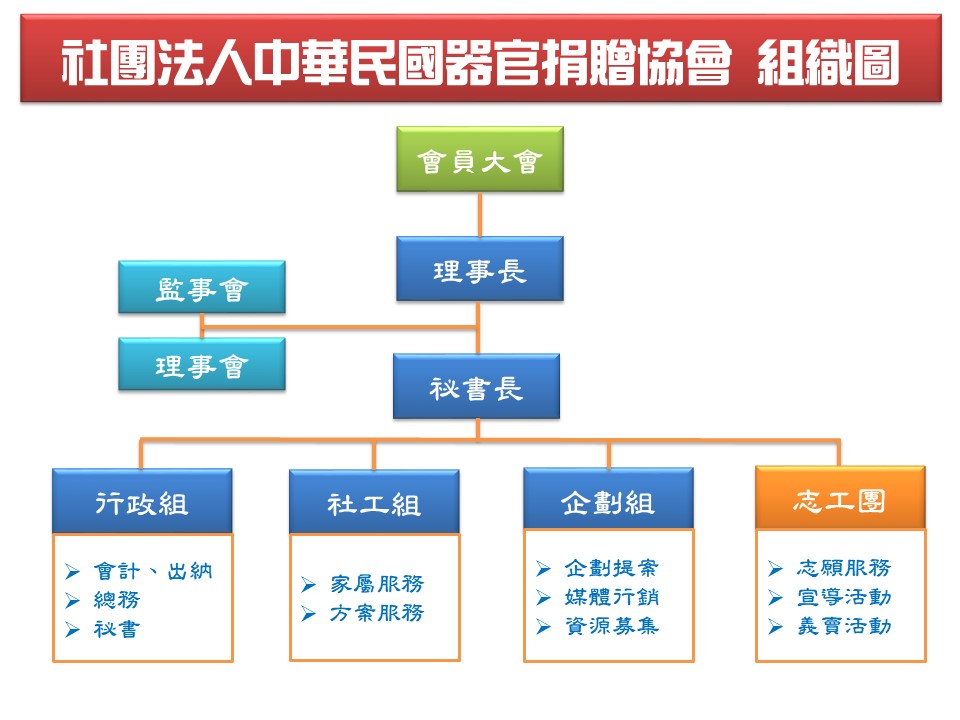 社團法人中華民國器官捐贈協會 組織圖
會員大會
理事長
監事會
理事會
祕書長
行政組
會計、出納
總務
祕書
社工組
家屬服務
方案服務
企劃組
企劃提案
媒體行銷
資源募集
志工團
志願服務
宣導活動
義賣活動